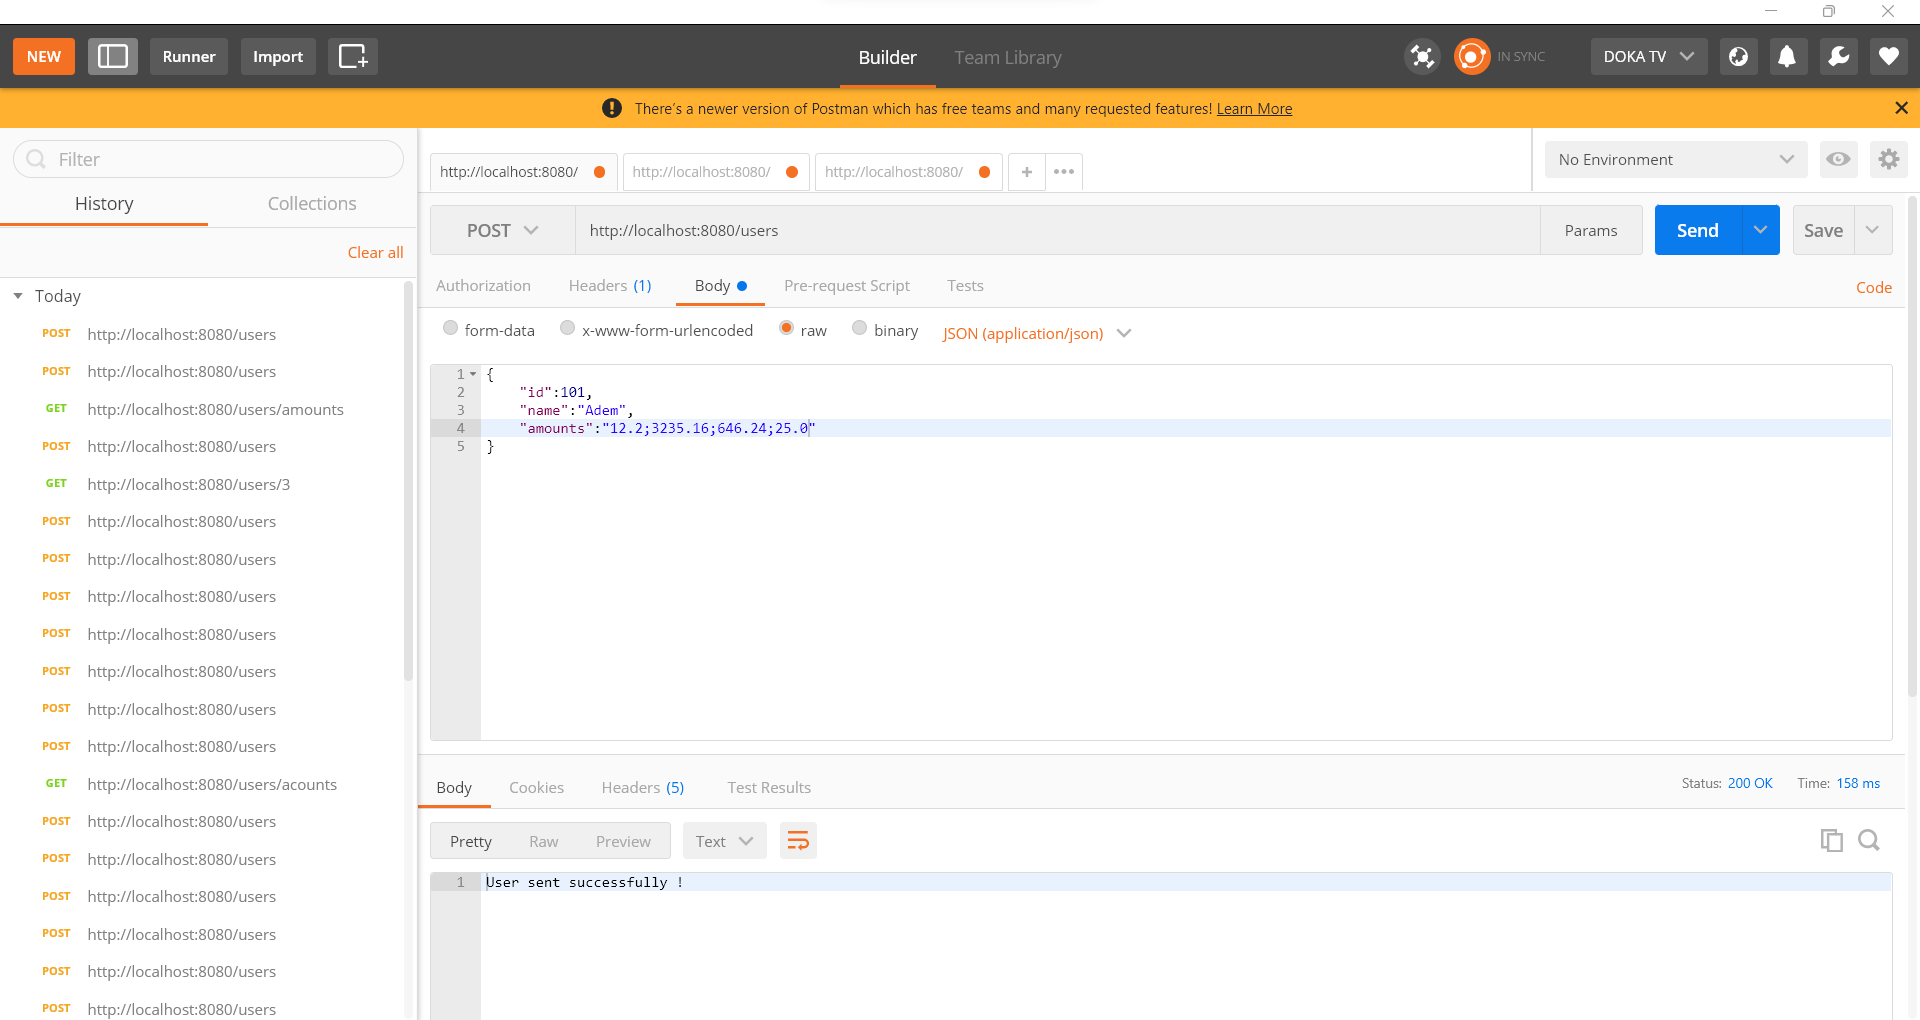 NEW
Runner
Import
Builder
Team Library
IN SYNC
DOKA TV
There's a newer version of Postman which has free teams and many requested features! Learn More
Filter
History
Collections
Clear all
Today
POST http://localhost:8080/users
POST http://localhost:8080/users
GET http://localhost:8080/users/amounts
POST http://localhost:8080/users
GET http://localhost:8080/users/3
POST http://localhost:8080/users
POST http://localhost:8080/users
POST http://localhost:8080/users
POST http://localhost:8080/users
POST http://localhost:8080/users
POST http://localhost:8080/users
POST http://localhost:8080/users
GET http://localhost:8080/users/acounts
POST http://localhost:8080/users
POST http://localhost:8080/users
POST http://localhost:8080/users
POST http://localhost:8080/users
POST http://localhost:8080/users
POST http://localhost:8080/users
http://localhost:8080/
http://localhost:8080/
http://localhost:8080/
No Environment
POST
http://localhost:8080/users
Params
Send
Save
Authorization
Headers (1)
Body
Pre-request Script
Tests
Code
form-data
x-www-form-urlencoded
raw
binary
JSON (application/json)
1 {
2 "id":101,
3 "name":"Adem",
4 "amounts":"12.2;3235.16;646.24;25.0"
5 }
Body
Cookies
Headers (5)
Test Results
Status: 200 OK
Time: 158 ms
Pretty
Raw
Preview
Text
1 User sent successfully !